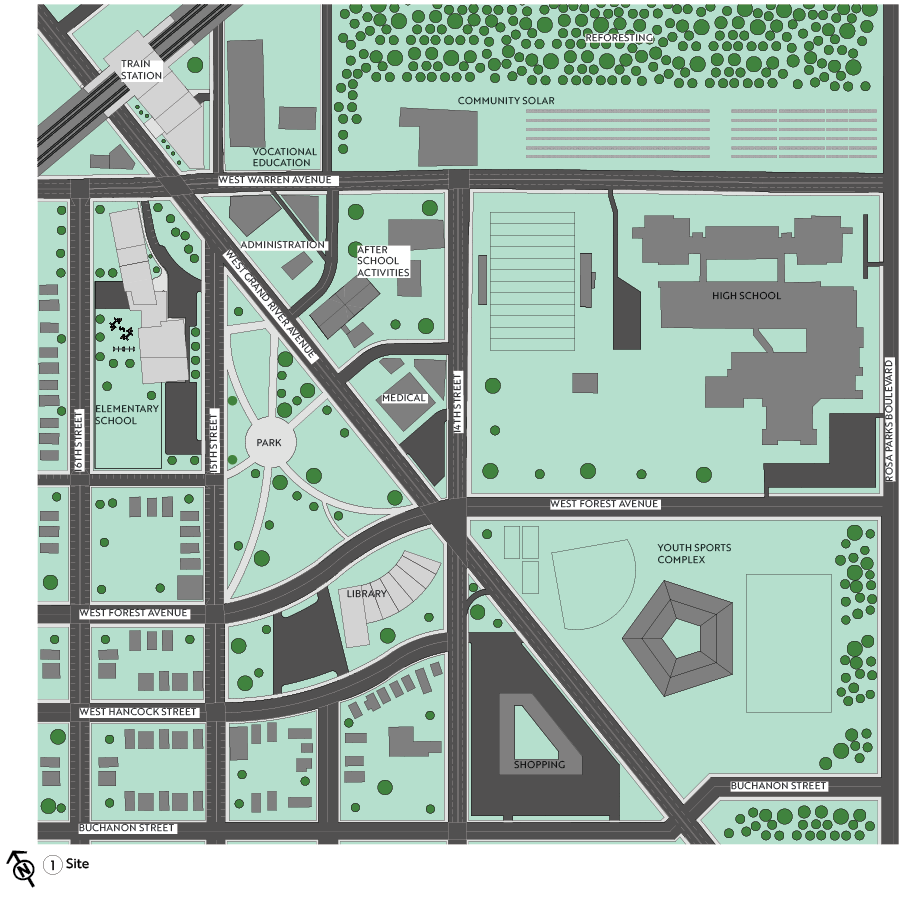 REFORESTING
TRAIN
STATION
COMMUNITY SOLAR
VOCATIONAL
EDUCATION
WEST WARREN AVENUE
ADMINISTRATION
AFTER
SCHOOL
ACTIVITIES
WEST GRAND RIVER AVENUE
HIGH SCHOOL
MEDICAL
14TH STREET
ROSA PARKS BOULEVARD
ELEMENTARY
SCHOOL
16TH STREET
15TH STREET
PARK
WEST FOREST AVENUE
YOUTH SPORTS
COMPLEX
LIBRARY
WEST FOREST AVENUE
WEST HANCOCK STREET
SHOPPING
BUCHANON STREET
BUCHANON STREET
N
1 Site